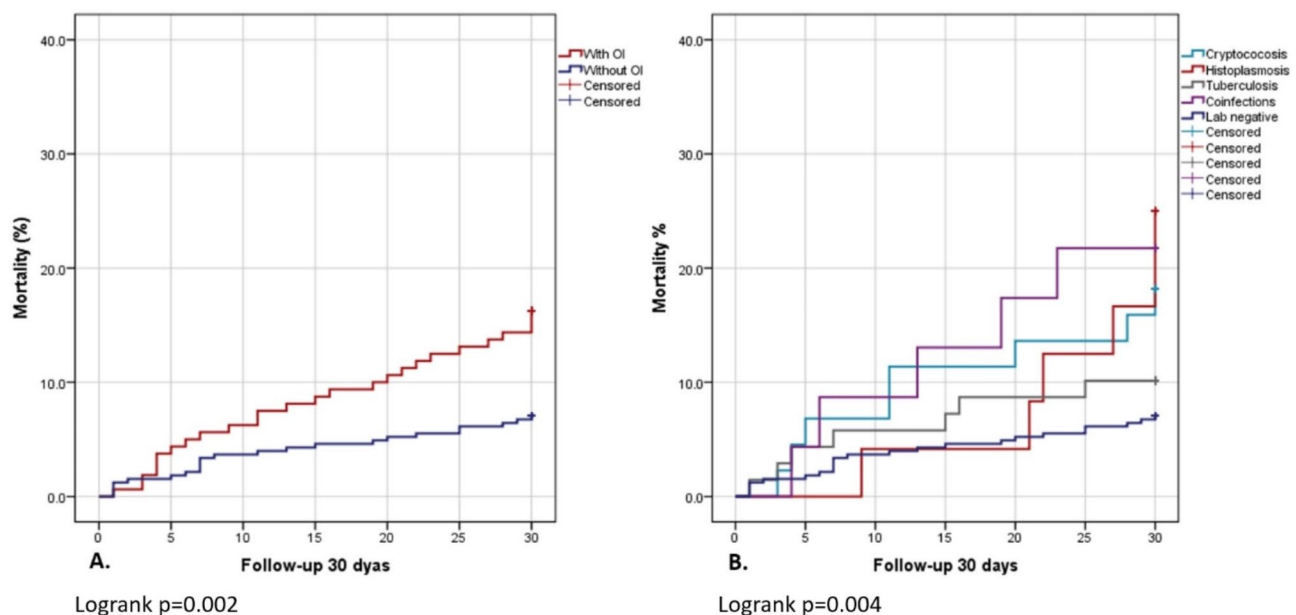 40.0
30.0
20.0
10.0
0.0
Mortality (%)
0 5 10 15 20 25 30
Follow-up 30 dyas
A.
With OI
Without OI
Censored
Censored
Logrank p=0.002
40.0
30.0
20.0
10.0
0.0
Mortality %
0 5 10 15 20 25 30
Follow-up 30 days
B.
Cryptococosis
Histoplasmosis
Tuberculosis
Coinfections
Lab negative
Censored
Censored
Censored
Censored
Censored
Logrank p=0.004